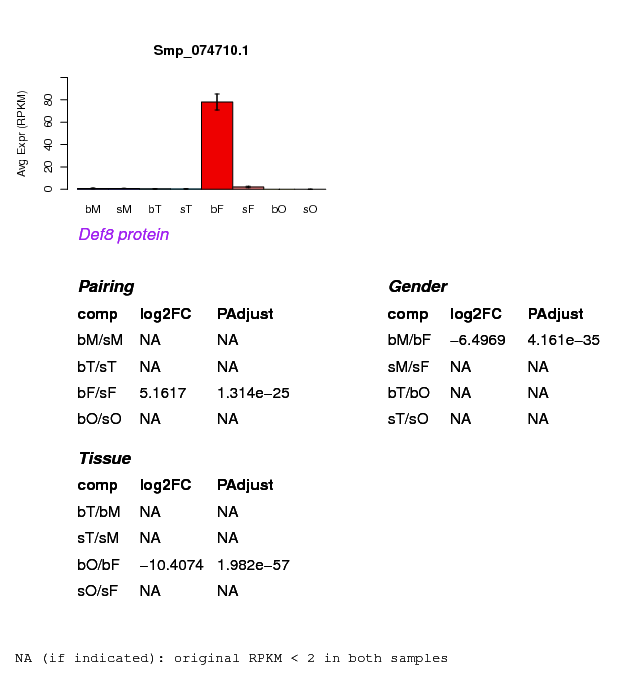 Smp_074710.1
Avg Expr (RPKM)
0 20 40 60 80
bM sM bT sT bF sF bO sO
Def8 protein
Pairing
comp log2FC PAdjust
bM/sM NA NA
bT/sT NA NA
bF/sF 5.1617 1.314e−25
bO/sO NA NA
Gender
comp log2FC PAdjust
bM/bF −6.4969 4.161e−35
sM/sF NA NA
bT/bO NA NA
sT/sO NA NA
Tissue
comp log2FC PAdjust
bT/bM NA NA
sT/sM NA NA
bO/bF −10.4074 1.982e−57
sO/sF NA NA
NA (if indicated): original RPKM < 2 in both samples